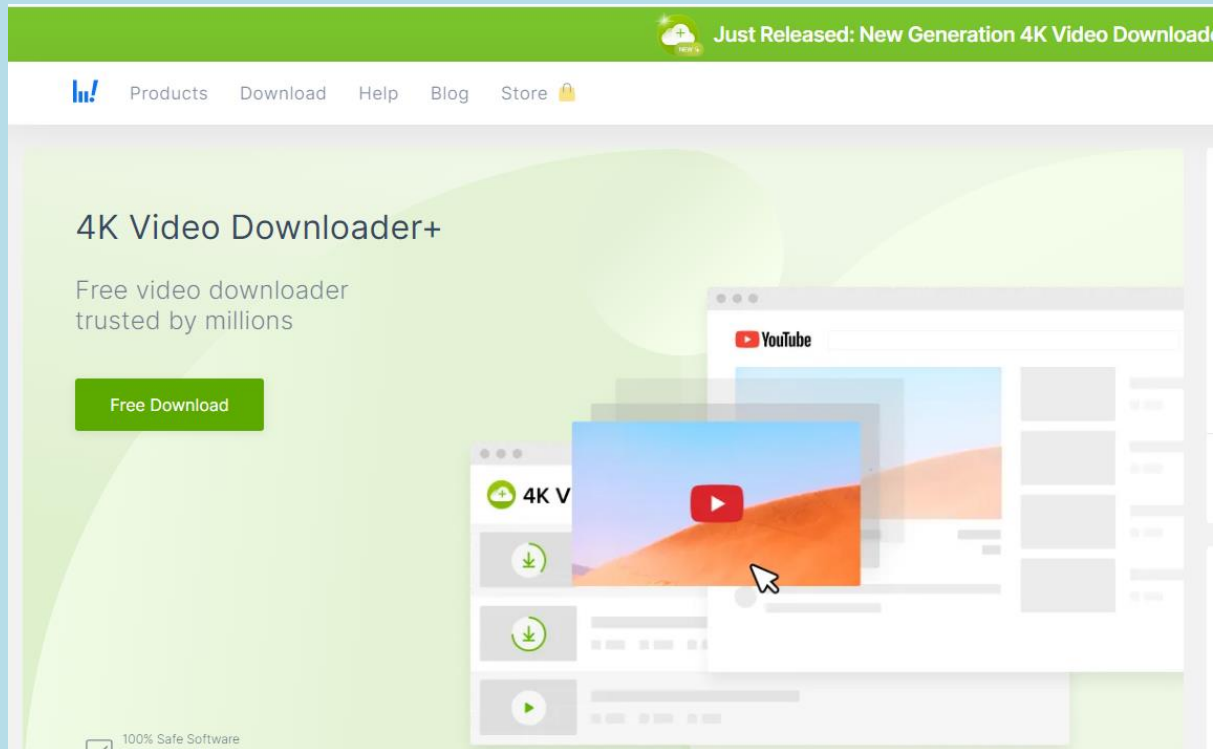 Just Released: New Generation 4K Video Downloade
Products Download Help Blog Store
4K Video Downloader+
Free video downloader
trusted by millions
Free Download
YouTube
4K V
100% Safe Software